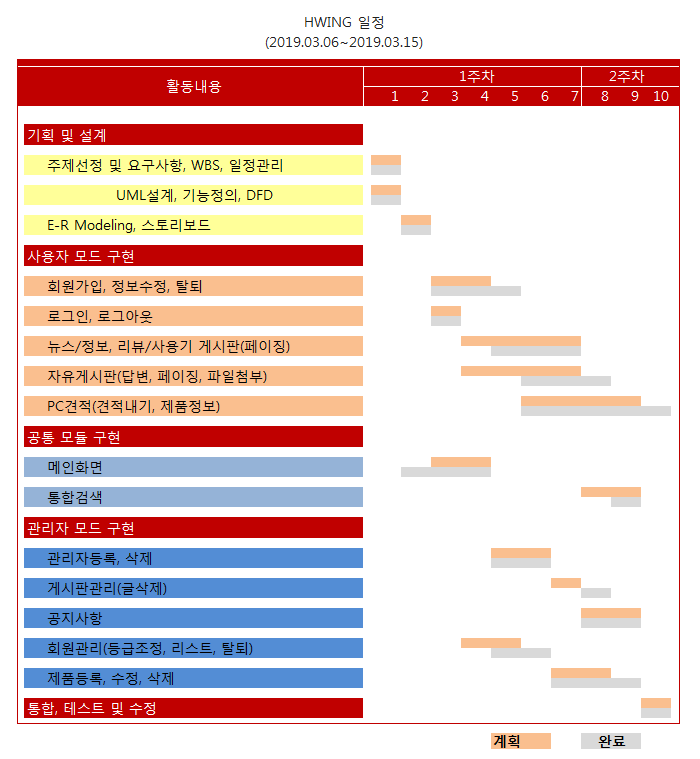 HWING 일정
(2019.03.06~2019.03.15)
활동내용
1주차 2주차
1 2 3 4 5 6 7 8 9 10
기획 및 설계
주제선정 및 요구사항, WBS, 일정관리
UML설계, 기능정의, DFD
E-R Modeling, 스토리보드
사용자 모드 구현
회원가입, 정보수정, 탈퇴
로그인, 로그아웃
뉴스/정보, 리뷰/사용기 게시판(페이징)
자유게시판(답변, 페이징, 파일첨부)
PC견적(견적내기, 제품정보)
공통 모듈 구현
메인화면
통합검색
관리자 모드 구현
관리자등록, 삭제
게시판관리(글삭제)
공지사항
회원관리(등급조정, 리스트, 탈퇴)
제품등록, 수정, 삭제
통합, 테스트 및 수정
계획 완료